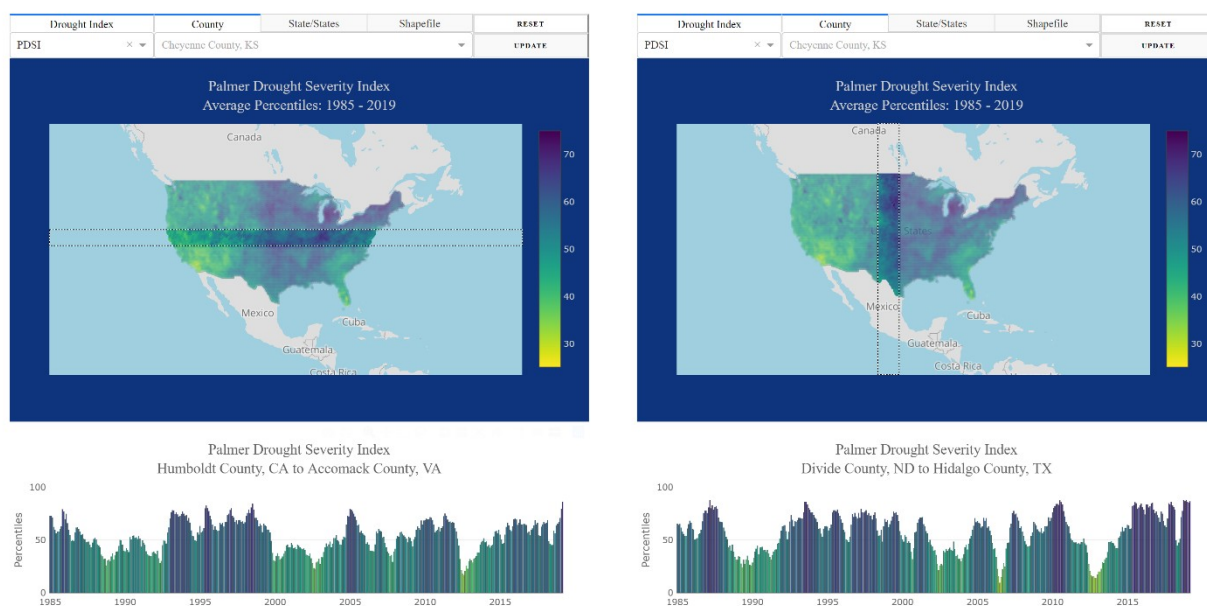 Drought Index County State/States Shapefile RESET
PDSI × Cheyenne County, KS UPDATE
Palmer Drought Severity Index
Average Percentiles: 1985 - 2019
Canada
Mexico
Cuba
Guatemala
Costa Rica
70
60
50
40
30
Palmer Drought Severity Index
Humboldt County, CA to Accomack County, VA
Percentiles
100
50
0
1985 1990 1995 2000 2005 2010 2015
Drought Index County State/States Shapefile RESET
PDSI × Cheyenne County, KS UPDATE
Palmer Drought Severity Index
Average Percentiles: 1985 - 2019
Canada
States
Mexico
Cuba
Guatemala
Costa Rica
70
60
50
40
30
Palmer Drought Severity Index
Divide County, ND to Hidalgo County, TX
Percentiles
100
50
0
1985 1990 1995 2000 2005 2010 2015